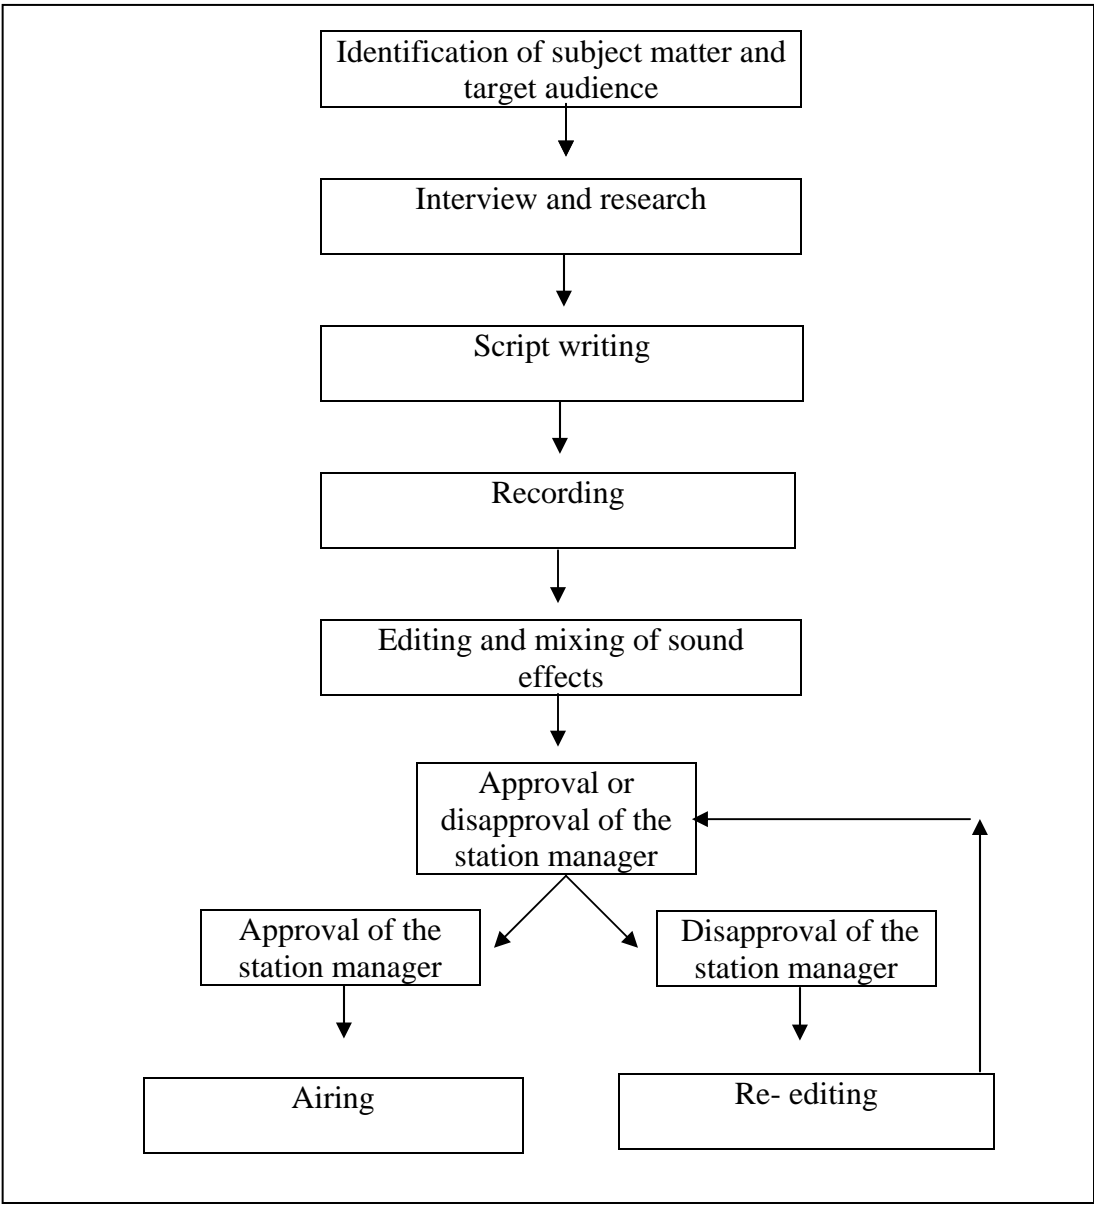 Identification of subject matter and
target audience
Interview and research
Script writing
Recording
Editing and mixing of sound
effects
Approval or
disapproval of the
station manager
Approval of the
station manager
Disapproval of the
station manager
Airing
Re- editing